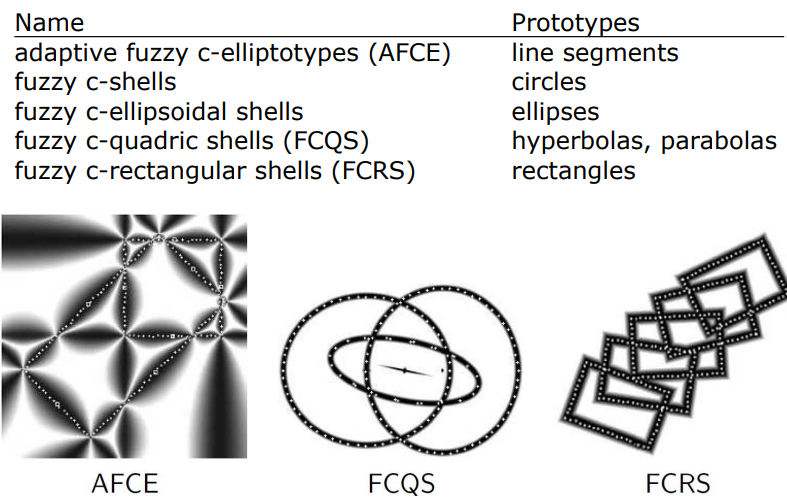 Name Prototypes
adaptive fuzzy c-elliptotypes (AFCE) line segments
fuzzy c-shells circles
fuzzy c-ellipsoidal shells ellipses
fuzzy c-quadric shells (FCQS) hyperbolas, parabolas
fuzzy c-rectangular shells (FCRS) rectangles
AFCE FCQS FCRS